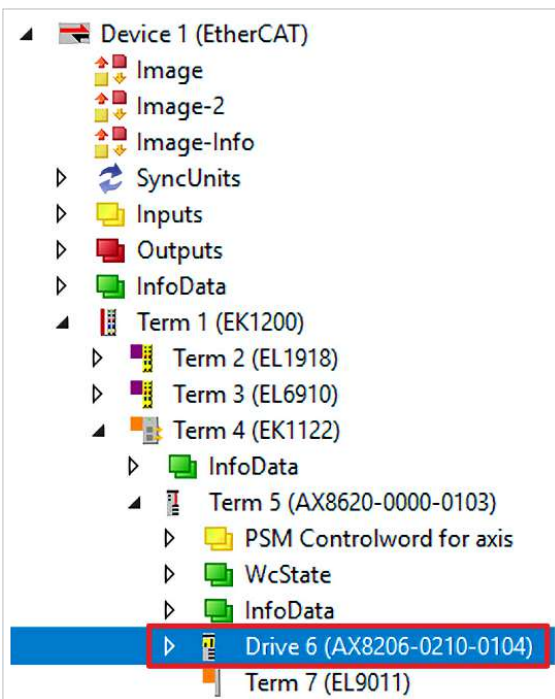 Device 1 (EtherCAT)
Image
Image-2
Image-Info
SyncUnits
Inputs
Outputs
InfoData
Term 1 (EK1200)
Term 2 (EL1918)
Term 3 (EL6910)
Term 4 (EK1122)
InfoData
Term 5 (AX8620-0000-0103)
PSM Controlword for axis
WcState
InfoData
Drive 6 (AX8206-0210-0104)
Term 7 (EL9011)